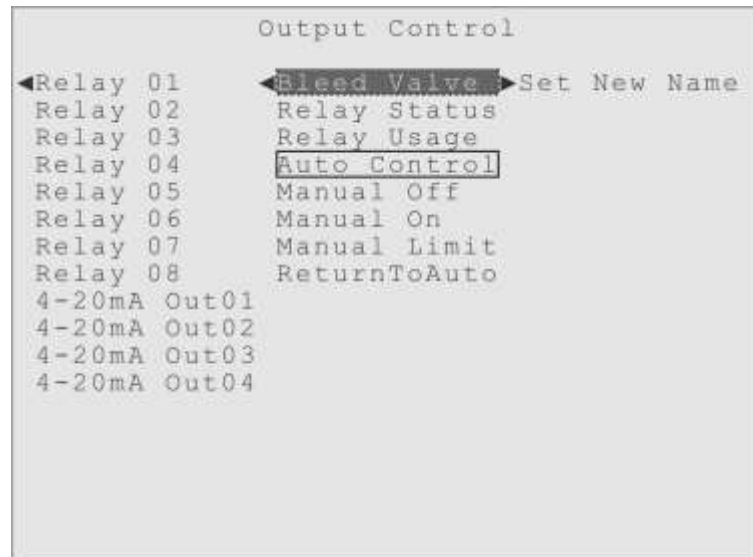 Output Control
◀Relay 01 ◀Bleed Valve ▶Set New Name
Relay 02 Relay Status
Relay 03 Relay Usage
Relay 04 Auto Control
Relay 05 Manual Off
Relay 06 Manual On
Relay 07 Manual Limit
Relay 08 ReturnToAuto
4-20mA Out01
4-20mA Out02
4-20mA Out03
4-20mA Out04